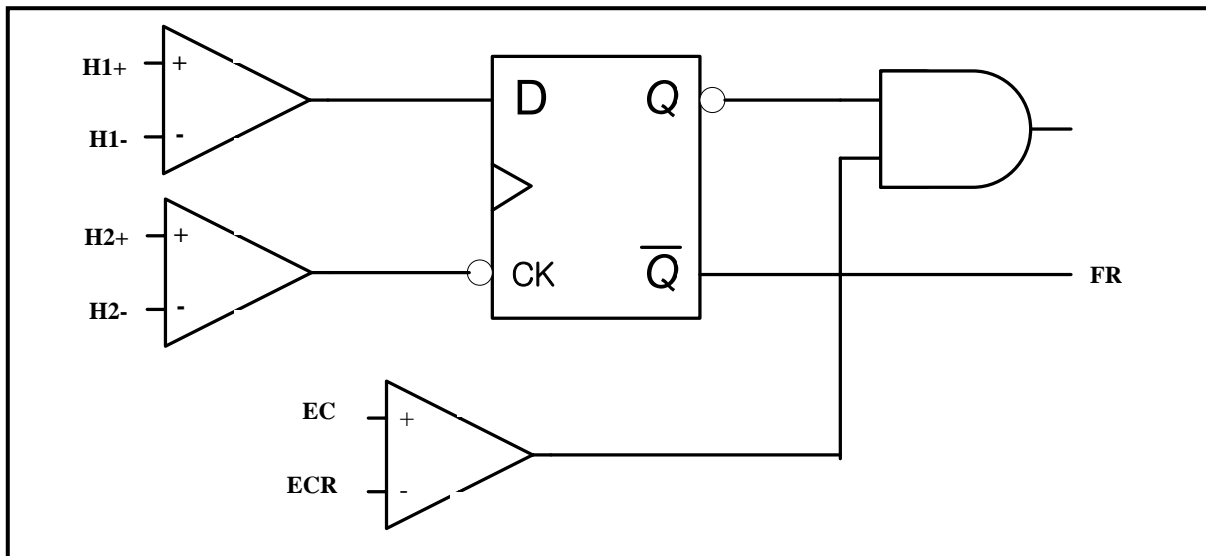 H1+
+
H1-
-
D
Q
H2+
+
H2-
-
CK
Q̅
FR
EC
+
ECR
-